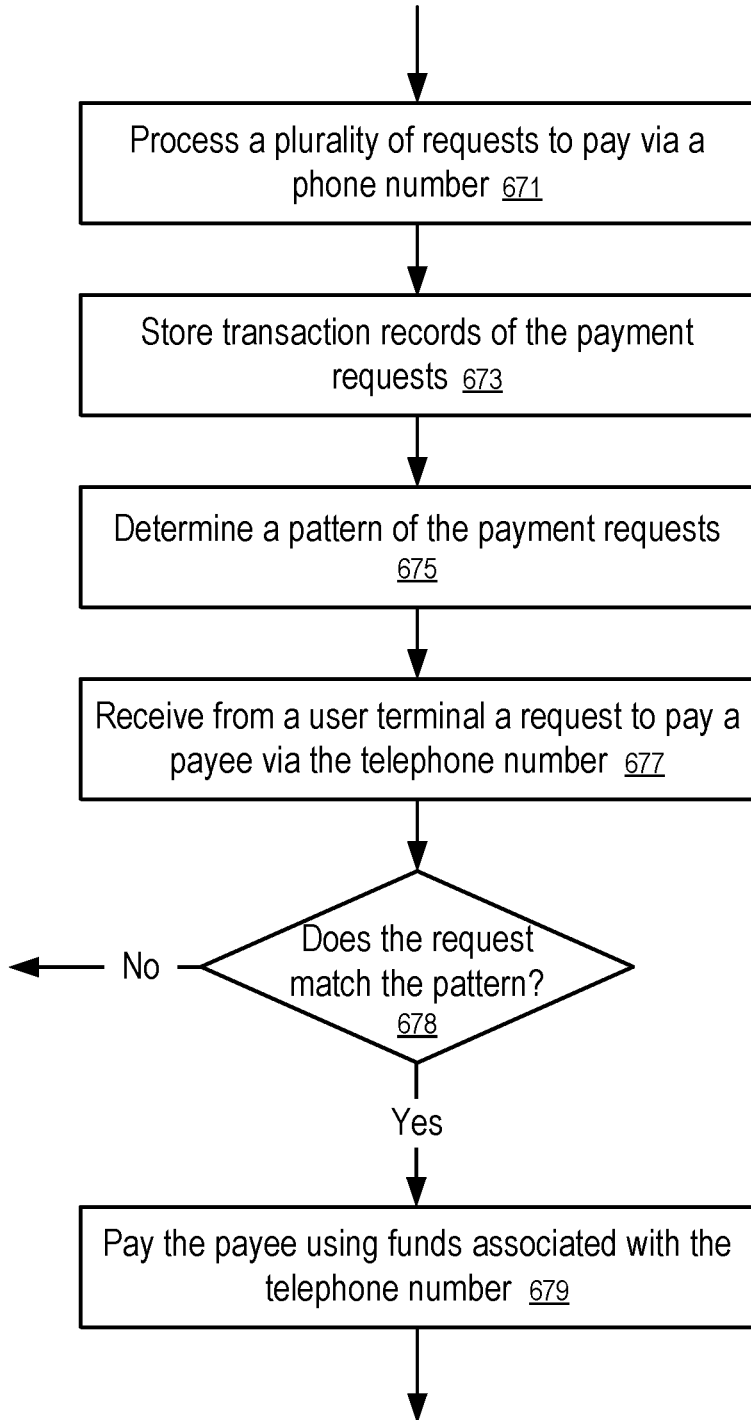 Process a plurality of requests to pay via a
phone number 671
Store transaction records of the payment
requests 673
Determine a pattern of the payment requests
675
Receive from a user terminal a request to pay a
payee via the telephone number 677
Does the request
match the pattern?
678
No
Yes
Pay the payee using funds associated with the
telephone number 679